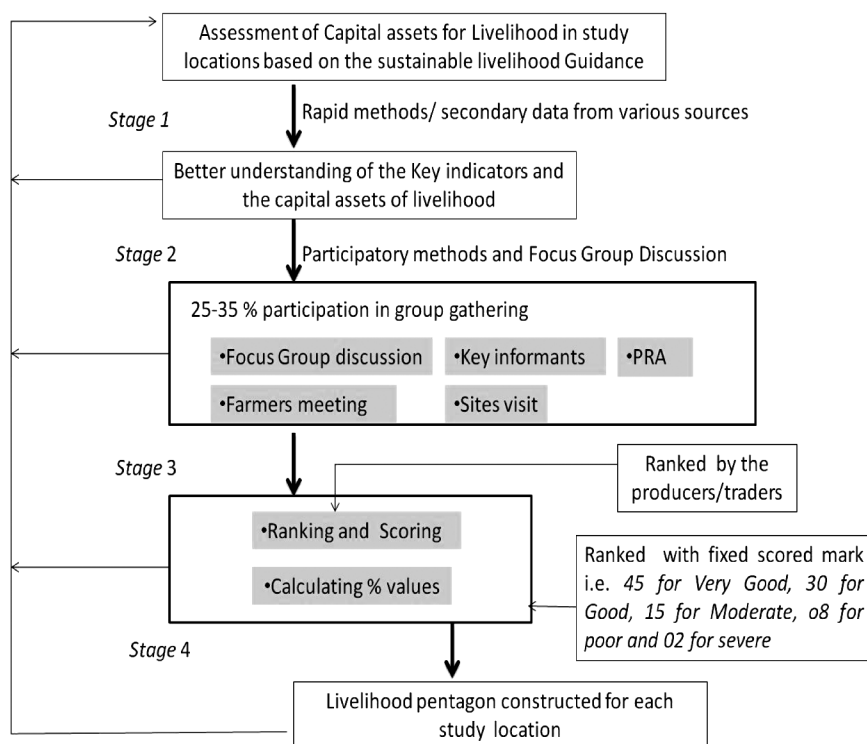 Assessment of Capital assets for Livelihood in study
locations based on the sustainable livelihood Guidance
Stage 1
Rapid methods/ secondary data from various sources
Better understanding of the Key indicators and
the capital assets of livelihood
Stage 2
Participatory methods and Focus Group Discussion
25-35 % participation in group gathering
•Focus Group discussion
•Key informants
•PRA
•Farmers meeting
•Sites visit
Stage 3
Ranked by the
producers/traders
•Ranking and Scoring
•Calculating % values
Ranked with fixed scored mark
i.e. 45 for Very Good, 30 for
Good, 15 for Moderate, o8 for
poor and 02 for severe
Stage 4
Livelihood pentagon constructed for each
study location